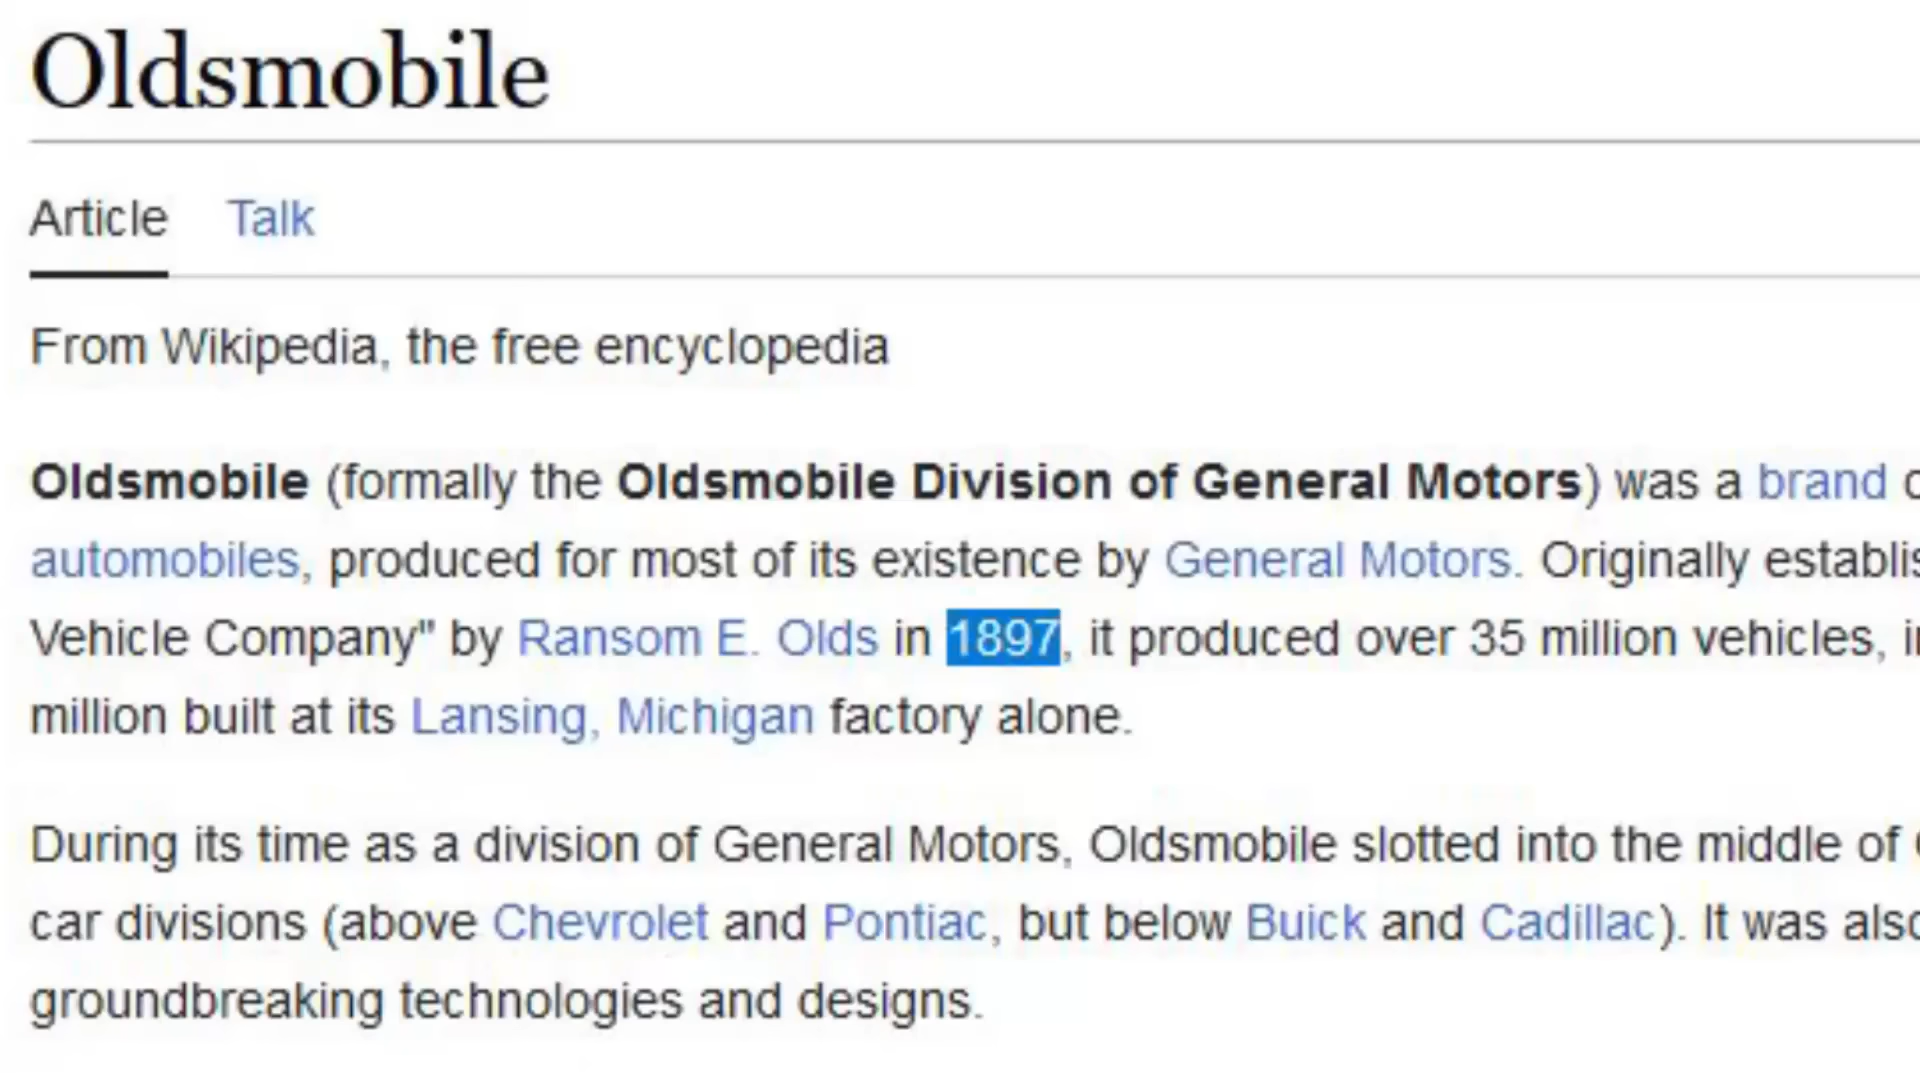 Oldsmobile
Article Talk
From Wikipedia, the free encyclopedia
Oldsmobile (formally the Oldsmobile Division of General Motors) was a brand
automobiles, produced for most of its existence by General Motors. Originally
Vehicle Company" by Ransom E. Olds in 1897, it produced over 35 million vehicles,
million built at its Lansing, Michigan factory alone.
During its time as a division of General Motors, Oldsmobile slotted into the middle of
car divisions (above Chevrolet and Pontiac, but below Buick and Cadillac). It was
groundbreaking technologies and designs.